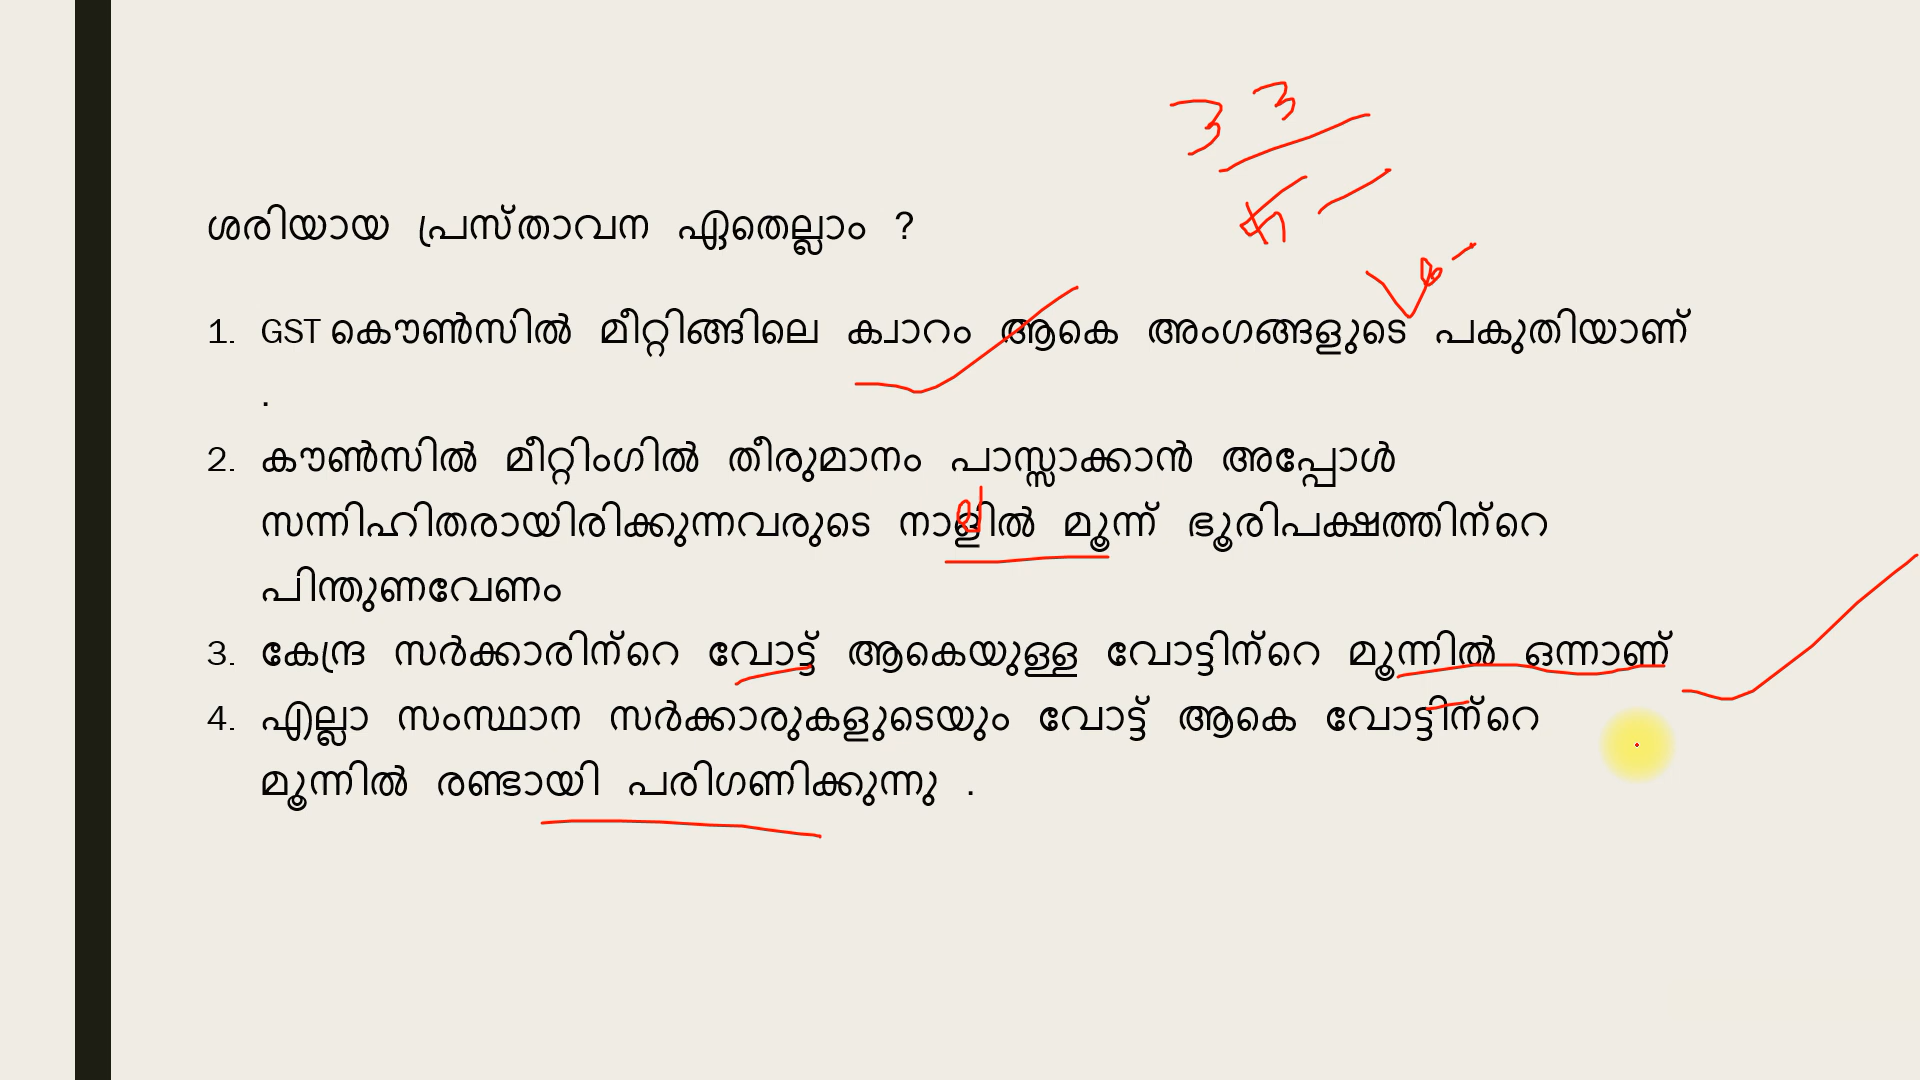 ശരിയായ പ്രസ്താവന ഏതെല്ലാം ?
1. GST കൌൺസിൽ മീറ്റിങ്ങിലെ ക്വാറം ആകെ അംഗങ്ങളുടെ പകുതിയാണ്
.
2. കൗൺസിൽ മീറ്റിംഗിൽ തീരുമാനം പാസ്സാക്കാൻ അപ്പോൾ
സന്നിഹിതരായിരിക്കുന്നവരുടെ നാളിൽ മൂന്ന് ഭൂരിപക്ഷത്തിന്റെ
പിന്തുണവേണം
3. കേന്ദ്ര സർക്കാരിന്റെ വോട്ട് ആകെയുള്ള വോട്ടിന്റെ മൂന്നിൽ ഒന്നാണ്
4. എല്ലാ സംസ്ഥാന സർക്കാരുകളുടെയും വോട്ട് ആകെ വോട്ടിന്റെ
മൂന്നിൽ രണ്ടായി പരിഗണിക്കുന്നു .